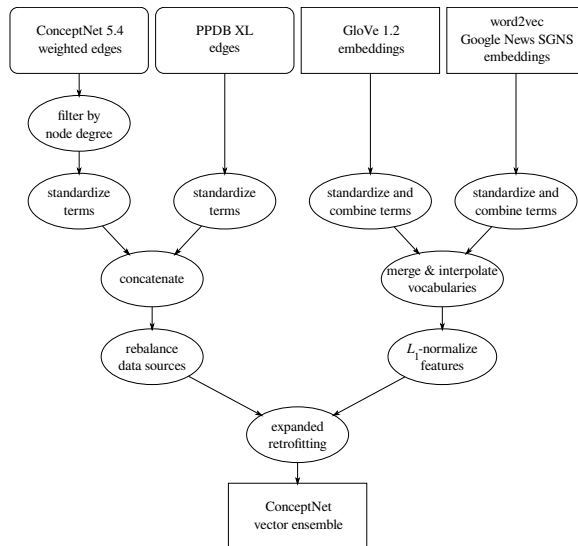 ConceptNet 5.4
weighted edges
PPDB XL
edges
GloVe 1.2
embeddings
word2vec
Google News SGNS
embeddings
filter by
node degree
standardize
terms
standardize
terms
standardize and
combine terms
standardize and
combine terms
concatenate
merge & interpolate
vocabularies
rebalance
data sources
L1-normalize
features
expanded
retrofitting
ConceptNet
vector ensemble